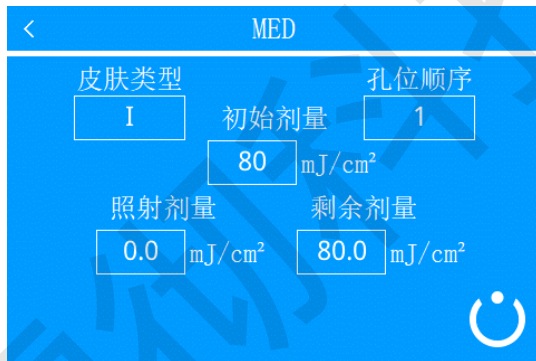 < MED
皮肤类型 孔位顺序
I 初始剂量 1
80 mJ/cm²
照射剂量 剩余剂量
0.0 mJ/cm² 80.0 mJ/cm²